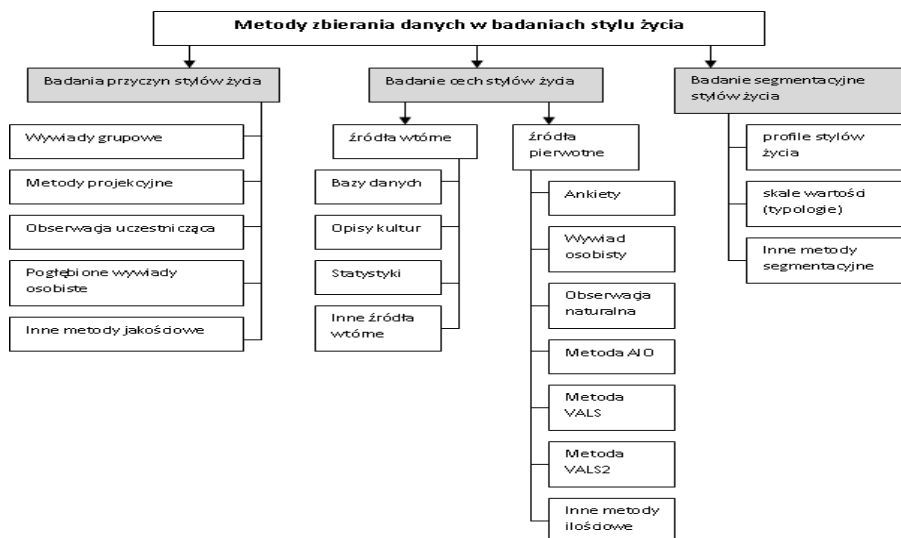 Metody zbierania danych w badaniach stylu życia
Badania przyczyn stylów życia
Wywiady grupowe
Metody projekcyjne
Obserwacja uczestnicząca
Pogłębione wywiady
osobiste
Inne metody jakościowe
Badanie cech stylów życia
źródła wtórne
Bazy danych
Opisy kultur
Statystyki
Inne źródła
wtórne
źródła
pierwotne
Ankiety
Wywiad
osobisty
Obserwacja
naturalna
Metoda AIO
Metoda
VALS
Metoda
VALS2
Inne metody
ilościowe
Badanie segmentacyjne
stylów życia
profile stylów
życia
skale wartości
(typologie)
Inne metody
segmentacyjne